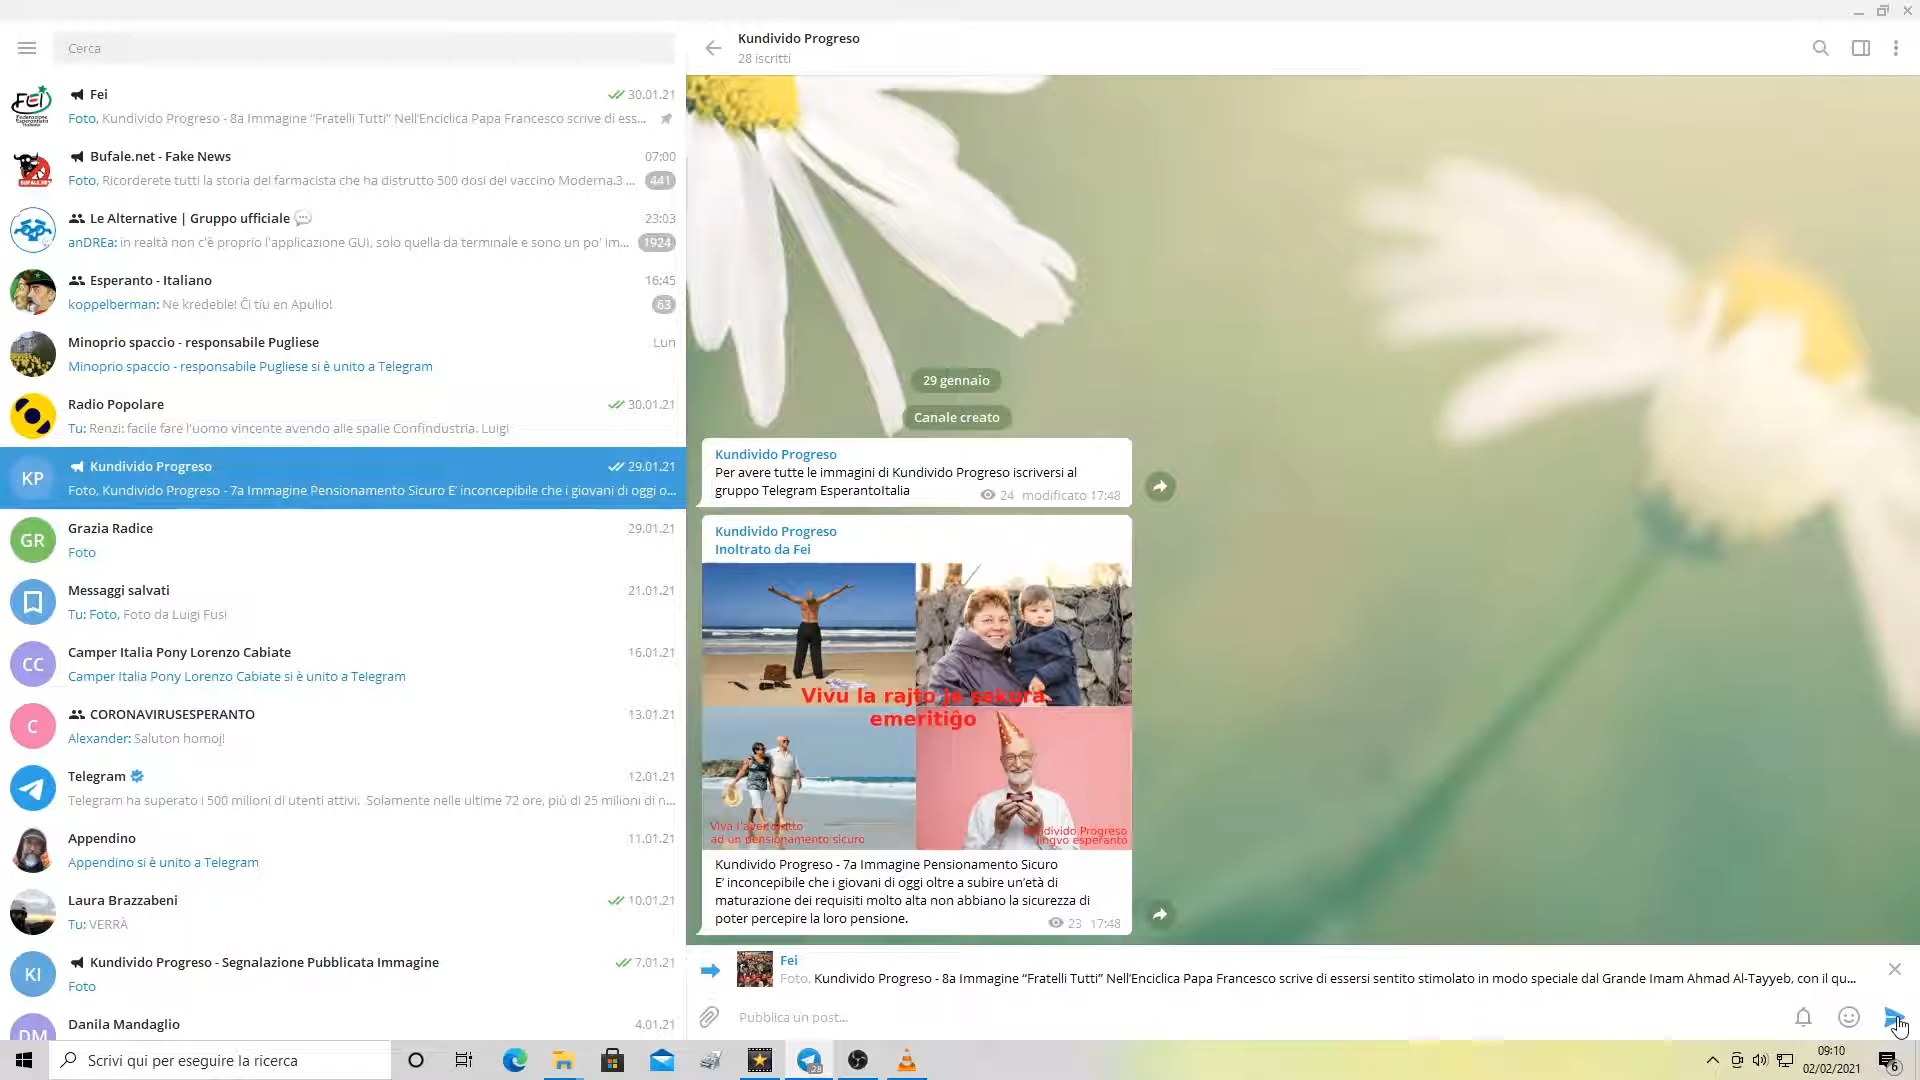 Cerca
Fei
30.01.21
Foto, Kundivido Progreso - 8a Immagine “Fratelli Tutti” Nell’Enciclica Papa Francesco scrive di ess...
Bufale.net - Fake News
07:00
Foto, Ricorderete tutti la storia del farmacista che ha distrutto 500 dosi del vaccino Moderna.3 ...
441
Le Alternative | Gruppo ufficiale
23:03
anDREa: in realtà non c'è proprio l'applicazione GUI, solo quella da terminale e sono un po' im...
1924
Esperanto - Italiano
16:45
koppelberman: Ne kredeble! Ĉi tiu en Apulio!
63
Minoprio spaccio - responsabile Pugliese
Lun
Minoprio spaccio - responsabile Pugliese si è unito a Telegram
Radio Popolare
30.01.21
Tu: Renzi: facile fare l'uomo vincente avendo alle spalle Confindustria. Luigi
KP
Kundivido Progreso
29.01.21
Foto, Kundivido Progreso - 7a Immagine Pensionamento Sicuro E’ inconcepibile che i giovani di oggi o...
GR
Grazia Radice
29.01.21
Foto
Messaggi salvati
21.01.21
Tu: Foto, Foto da Luigi Fusi
CC
Camper Italia Pony Lorenzo Cabiate
16.01.21
Camper Italia Pony Lorenzo Cabiate si è unito a Telegram
C
CORONAVIRUSESPERANTO
13.01.21
Alexander: Saluton homoj!
Telegram
12.01.21
Telegram ha superato i 500 milioni di utenti attivi. Solamente nelle ultime 72 ore, più di 25 milioni di n...
Appendino
11.01.21
Appendino si è unito a Telegram
Laura Brazzabeni
10.01.21
Tu: VERRÀ
KI
Kundivido Progreso - Segnalazione Pubblicata Immagine
7.01.21
Foto
DM
Danila Mandaglio
4.01.21
Kundivido Progreso
28 iscritti
29 gennaio
Canale creato
Kundivido Progreso
Per avere tutte le immagini di Kundivido Progreso iscriversi al
gruppo Telegram EsperantoItalia
24 modificato 17:48
Kundivido Progreso
Inoltrato da Fei
Vivu la rajto je sekura
emeritiĝo
Viva l'aver diritto
ad un pensionamento sicuro
Kundivido Progreso
lingvo esperanto
Kundivido Progreso - 7a Immagine Pensionamento Sicuro
E’ inconcepibile che i giovani di oggi oltre a subire un’età di
maturazione dei requisiti molto alta non abbiano la sicurezza di
poter percepire la loro pensione.
23 17:48
Fei
Foto, Kundivido Progreso - 8a Immagine “Fratelli Tutti” Nell’Enciclica Papa Francesco scrive di essersi sentito stimolato in modo speciale dal Grande Imam Ahmad Al-Tayyeb, con il qu...
Pubblica un post...
Scrivi qui per eseguire la ricerca
09:10
02/02/2021